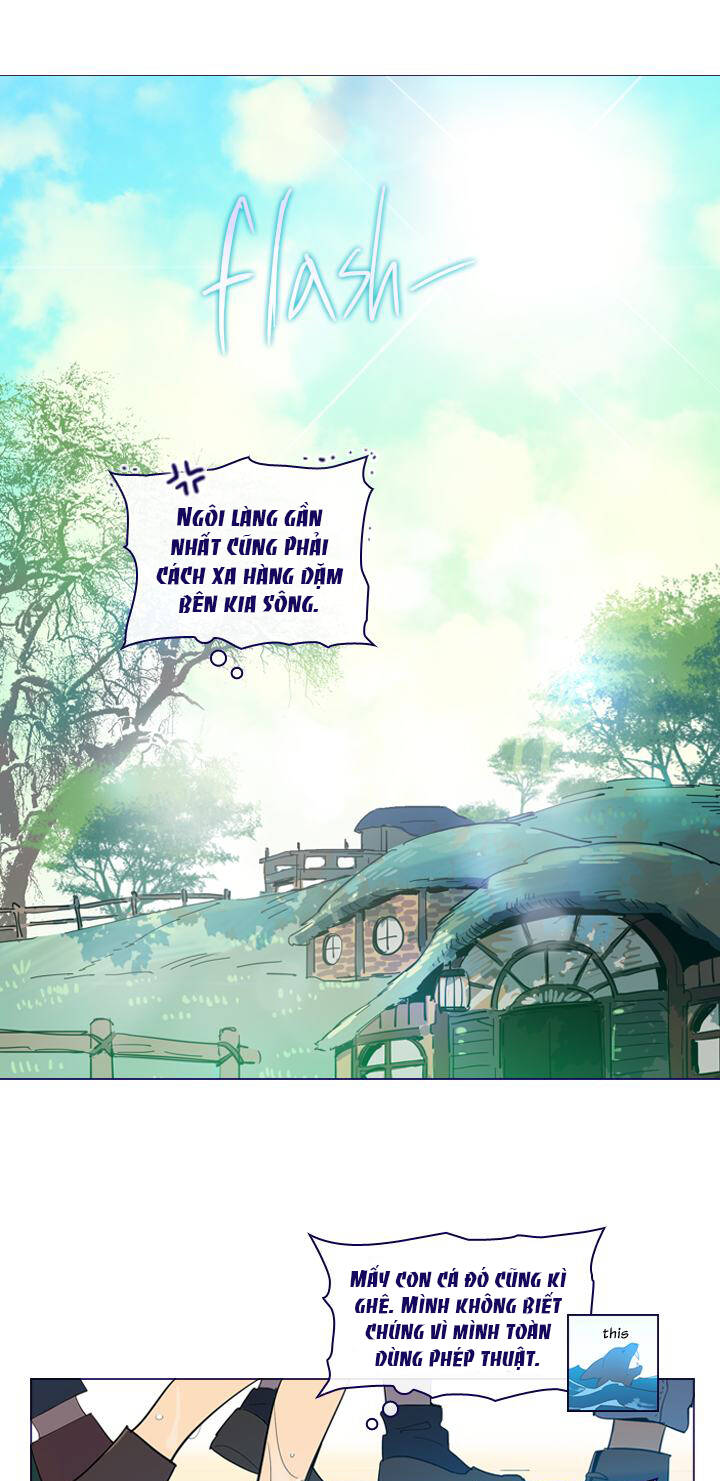 flash-
NGÔI LÀNG GẦN
NHẤT CŨNG PHẢI
CÁCH XA HÀNG DẶM
BÊN KIA SÔNG.
MẤY CON CÁ ĐÓ CŨNG KÌ
GHÊ. MÌNH KHÔNG BIẾT
CHÚNG VÌ MÌNH TOÀN
DÙNG PHÉP THUẬT.
this